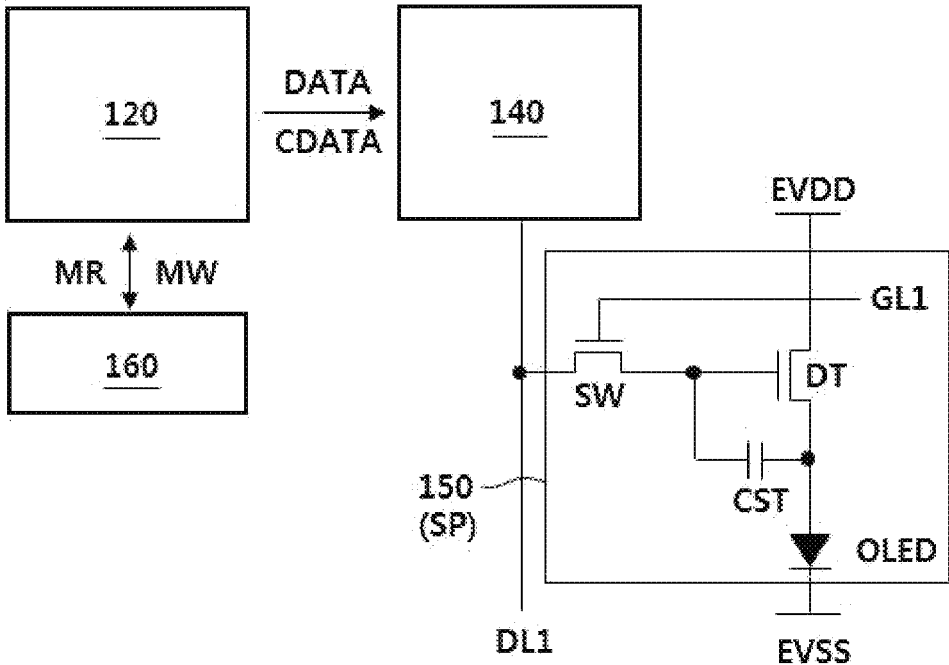 120
DATA
CDATA
140
EVDD
MR
MW
GL1
160
SW
DT
150
(SP)
CST
OLED
DL1
EVSS